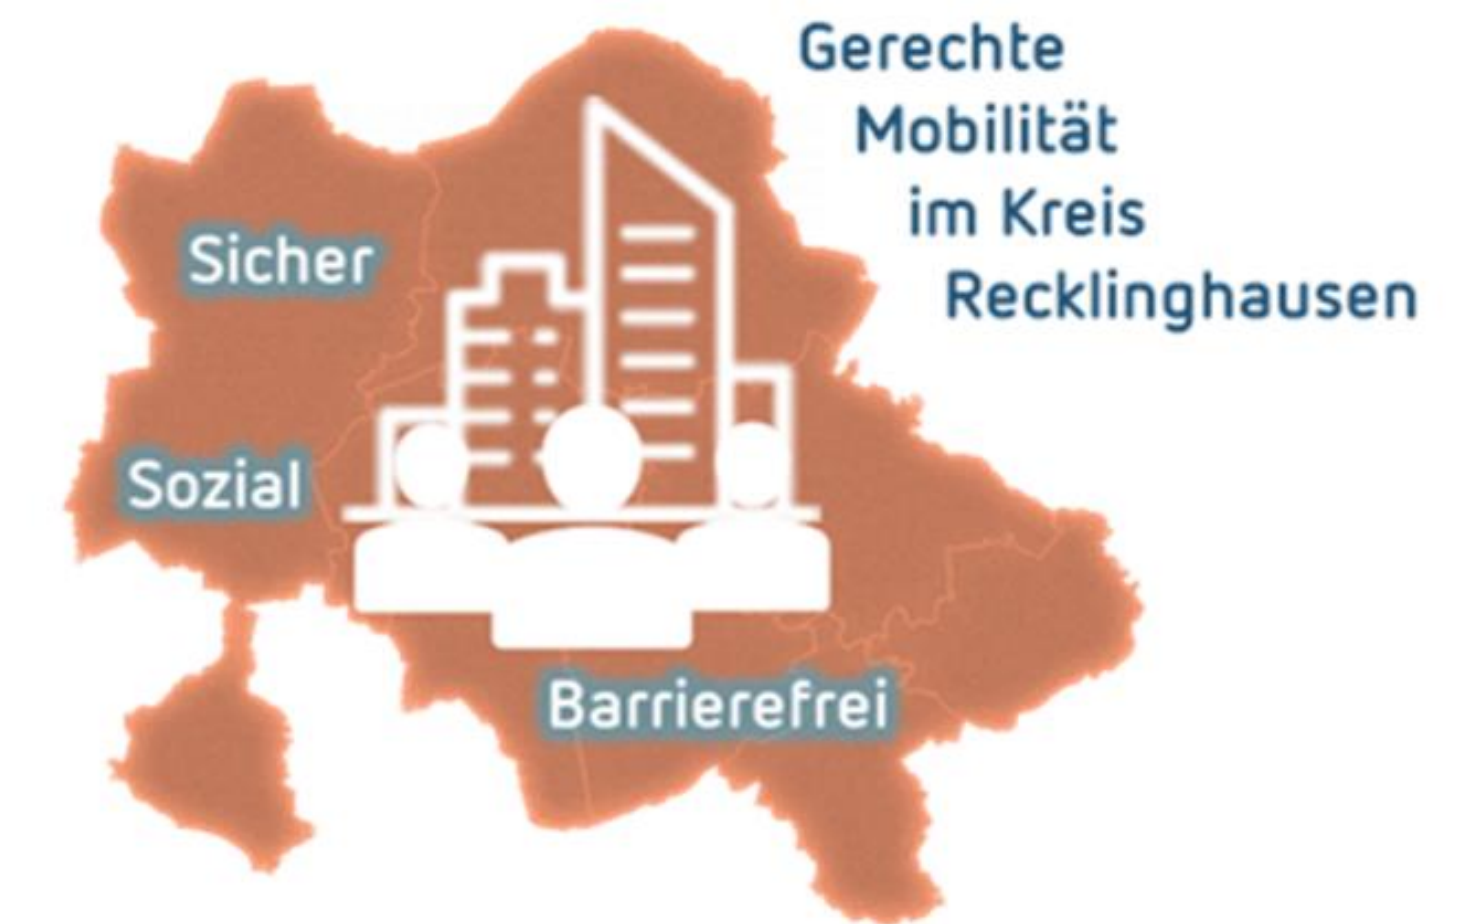 Gerechte
Mobilität
im Kreis
Recklinghausen
Sicher
Sozial
Barrierefrei